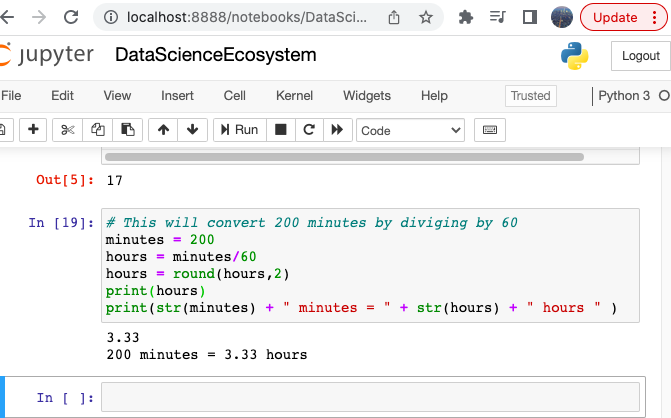 localhost:8888/notebooks/DataSci...
Update
jupyter DataScienceEcosystem
Logout
File Edit View Insert Cell Kernel Widgets Help Trusted Python 3
Run Code
Out[5]: 17
In [19]: # This will convert 200 minutes by diviging by 60
minutes = 200
hours = minutes/60
hours = round(hours,2)
print(hours)
print(str(minutes) + " minutes = " + str(hours) + " hours " )
3.33
200 minutes = 3.33 hours
In [ ]: